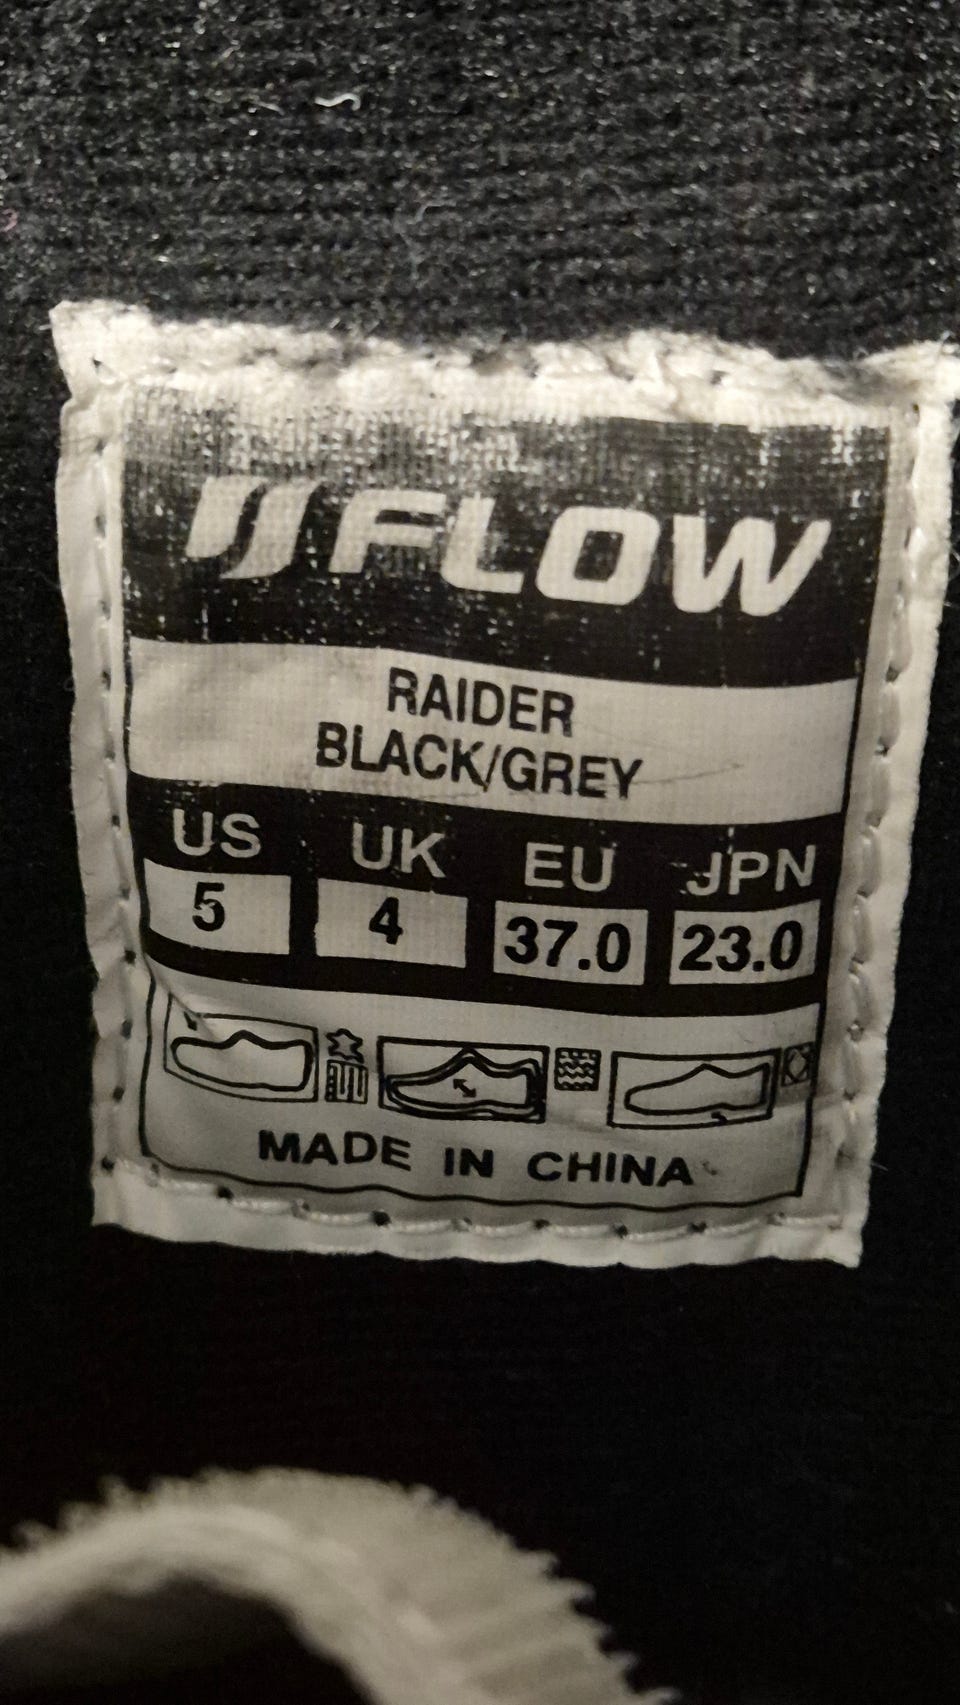 FLOW
RAIDER
BLACK/GREY
US UK EU JPN
5 4 37.0 23.0
MADE IN CHINA